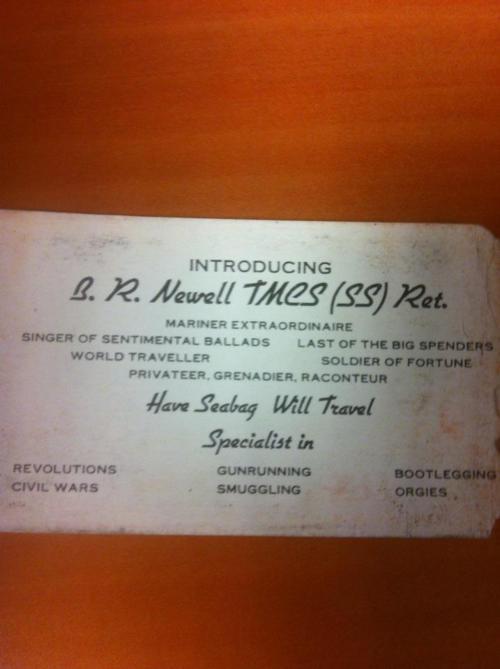 INTRODUCING
B. R. Newell TMCS (SS) Ret.
MARINER EXTRAORDINAIRE
SINGER OF SENTIMENTAL BALLADS LAST OF THE BIG SPENDERS
WORLD TRAVELLER SOLDIER OF FORTUNE
PRIVATEER, GRENADIER, RACONTEUR
Have Seabag Will Travel
Specialist in
REVOLUTIONS GUNRUNNING BOOTLEGGING
CIVIL WARS SMUGGLING ORGIES